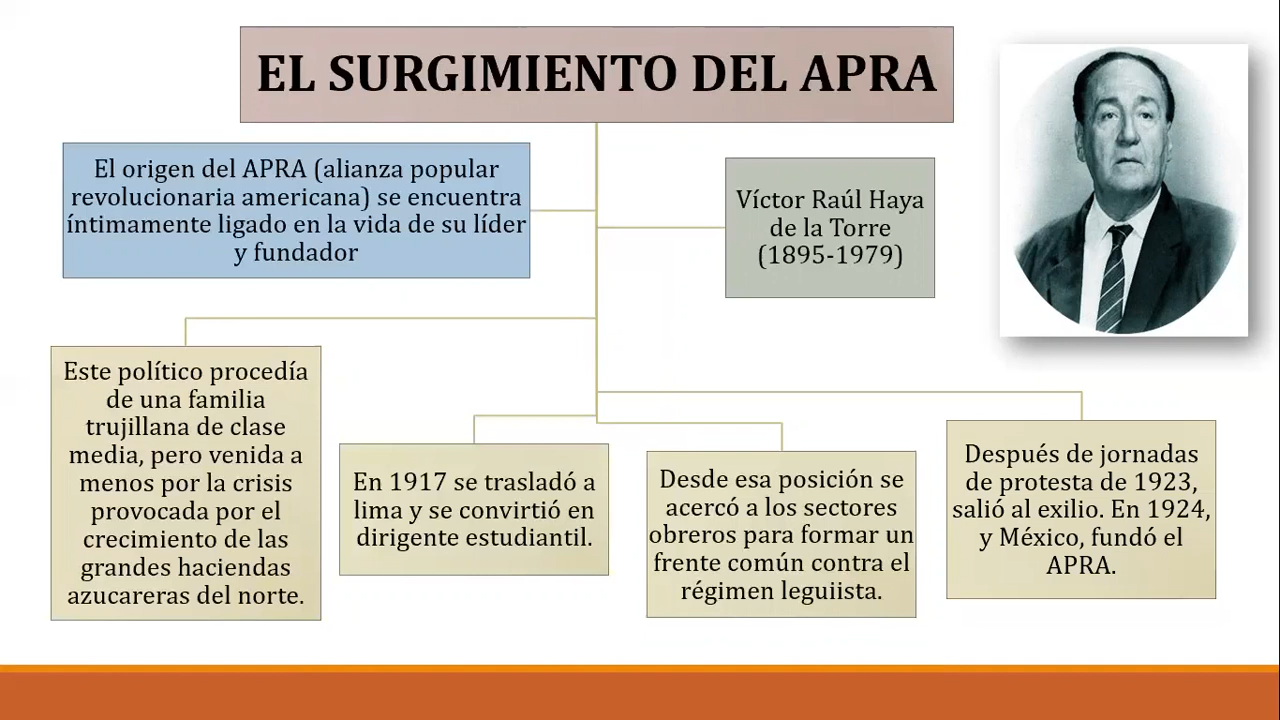 EL SURGIMIENTO DEL APRA
El origen del APRA (alianza popular
revolucionaria americana) se encuentra
íntimamente ligado en la vida de su líder
y fundador
Víctor Raúl Haya
de la Torre
(1895-1979)
Este político procedía
de una familia
trujillana de clase
media, pero venida a
menos por la crisis
provocada por el
crecimiento de las
grandes haciendas
azucareras del norte.
En 1917 se trasladó a
lima y se convirtió en
dirigente estudiantil.
Desde esa posición se
acercó a los sectores
obreros para formar un
frente común contra el
régimen leguiista.
Después de jornadas
de protesta de 1923,
salió al exilio. En 1924,
y México, fundó el
APRA.